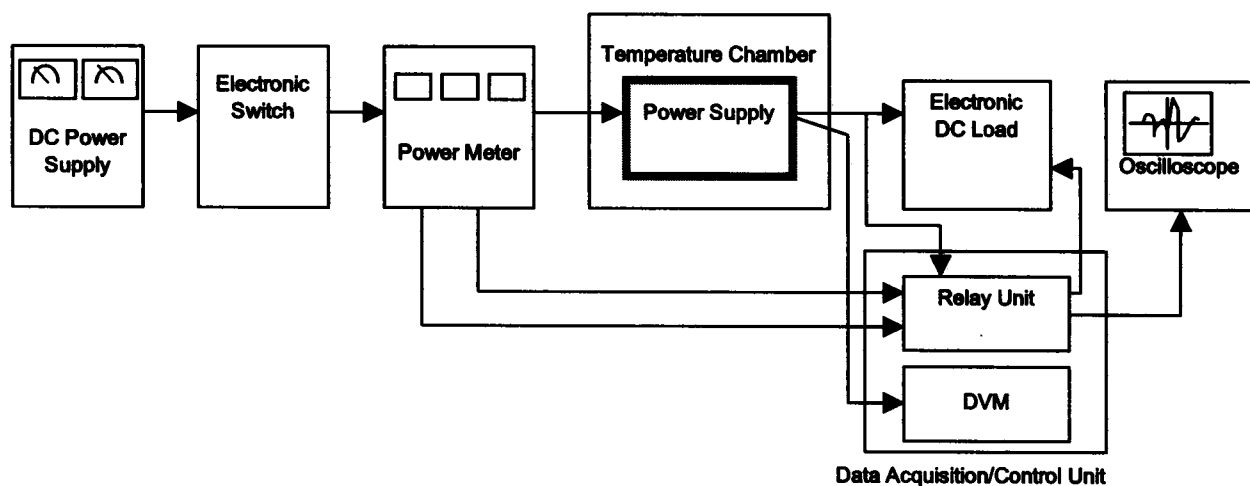 DC Power
Supply
Electronic
Switch
Power Meter
Temperature Chamber
Power Supply
Electronic
DC Load
Oscilloscope
Relay Unit
DVM
Data Acquisition/Control Unit